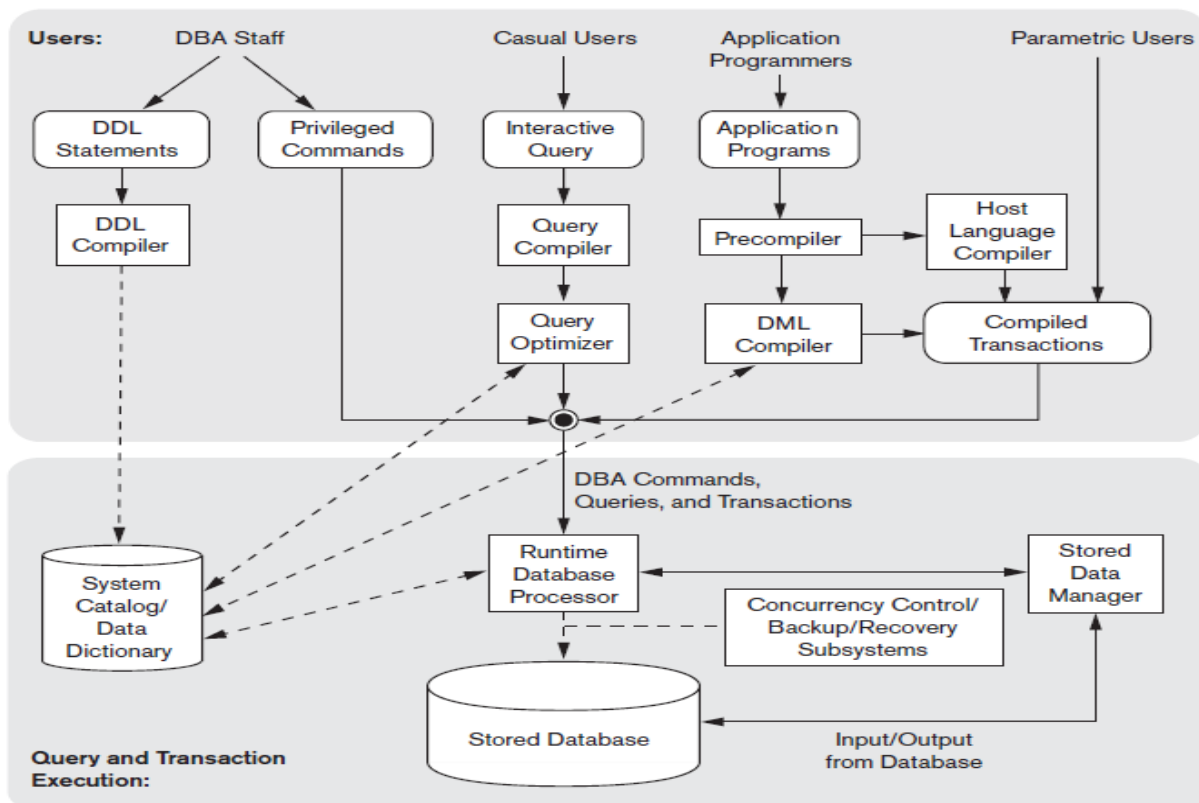 Users:
DBA Staff
Casual Users
Application
Programmers
Parametric Users
DDL
Statements
Privileged
Commands
Interactive
Query
Application
Programs
DDL
Compiler
Query
Compiler
Precompiler
Host
Language
Compiler
Query
Optimizer
DML
Compiler
Compiled
Transactions
DBA Commands,
Queries, and Transactions
System
Catalog/
Data
Dictionary
Runtime
Database
Processor
Stored
Data
Manager
Concurrency Control/
Backup/Recovery
Subsystems
Stored Database
Input/Output
from Database
Query and Transaction
Execution: